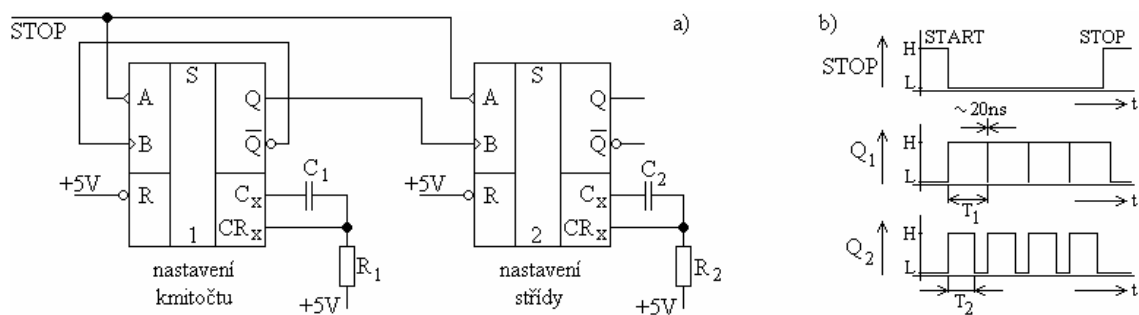 STOP
a)
S
A
Q
B
Q̅
+5V
R
Cx
C1
CRx
1
R1
nastavení
kmitočtu
+5V
S
A
Q
B
Q̅
+5V
R
Cx
C2
CRx
2
R2
nastavení
střídy
+5V
b)
START
STOP
STOP
H
L
t
~20ns
Q1
H
L
t
T1
Q2
H
L
t
T2